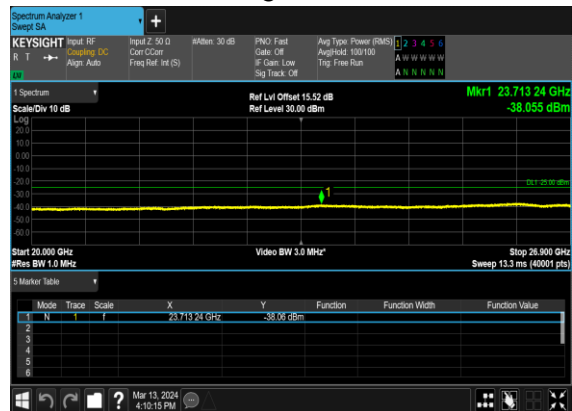 Spectrum Analyzer 1
Swept SA
+
KEYSIGHT Input: RF Input Z: 50 Ω #Atten: 30 dB PNO: Fast Avg Type: Power (RMS) 1 2 3 4 5 6
R T Coupling: DC Corr CCorr Gate: Off Avg|Hold: 100/100 A W W W W W
Align: Auto Freq Ref: Int (S) IF Gain: Low Trig: Free Run
Sig Track: Off A N N N N N
1 Spectrum Ref Lvl Offset 15.52 dB Mkr1 23.713 24 GHz
Scale/Div 10 dB Ref Level 30.00 dBm -38.055 dBm
Log
20.0
10.0
0.00
-10.0
-20.0
DL1 -25.00 dBm
-30.0
1
-40.0
-50.0
-60.0
Start 20.000 GHz Video BW 3.0 MHz* Stop 26.900 GHz
#Res BW 1.0 MHz Sweep 13.3 ms (40001 pts)
5 Marker Table
Mode Trace Scale X Y Function Function Width Function Value
1 N 1 f 23.713 24 GHz -38.06 dBm
2
3
4
5
6
? Mar 13, 2024
4:10:15 PM